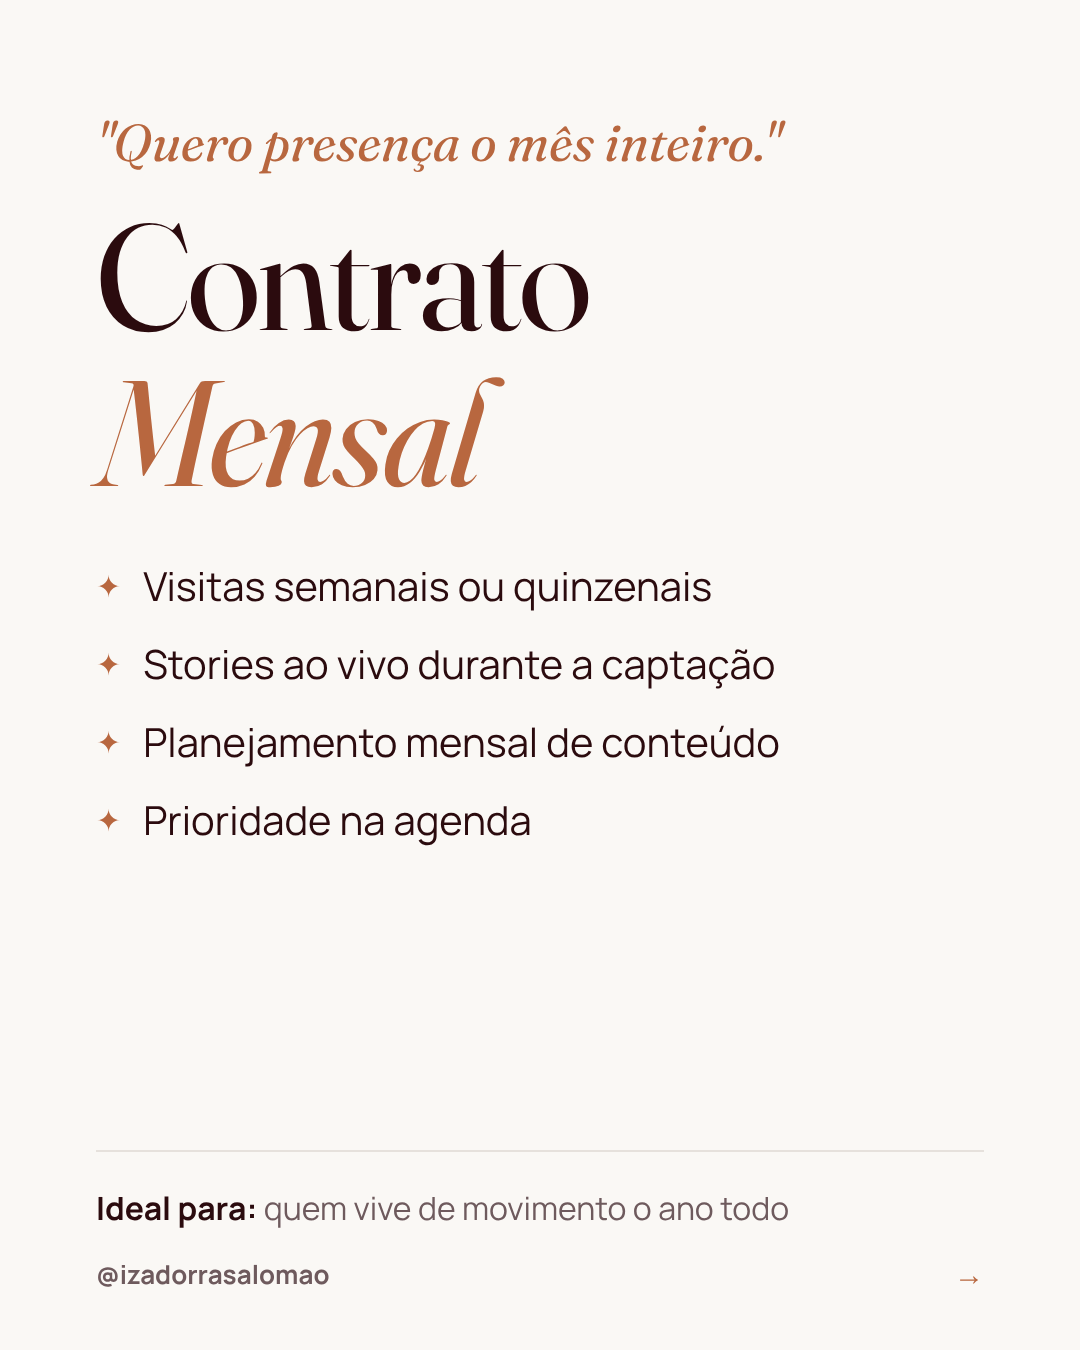 "Quero presença o mês inteiro."
Contrato
Mensal
✦ Visitas semanais ou quinzenais
✦ Stories ao vivo durante a captação
✦ Planejamento mensal de conteúdo
✦ Prioridade na agenda
Ideal para: quem vive de movimento o ano todo
@izadorrasalomao →